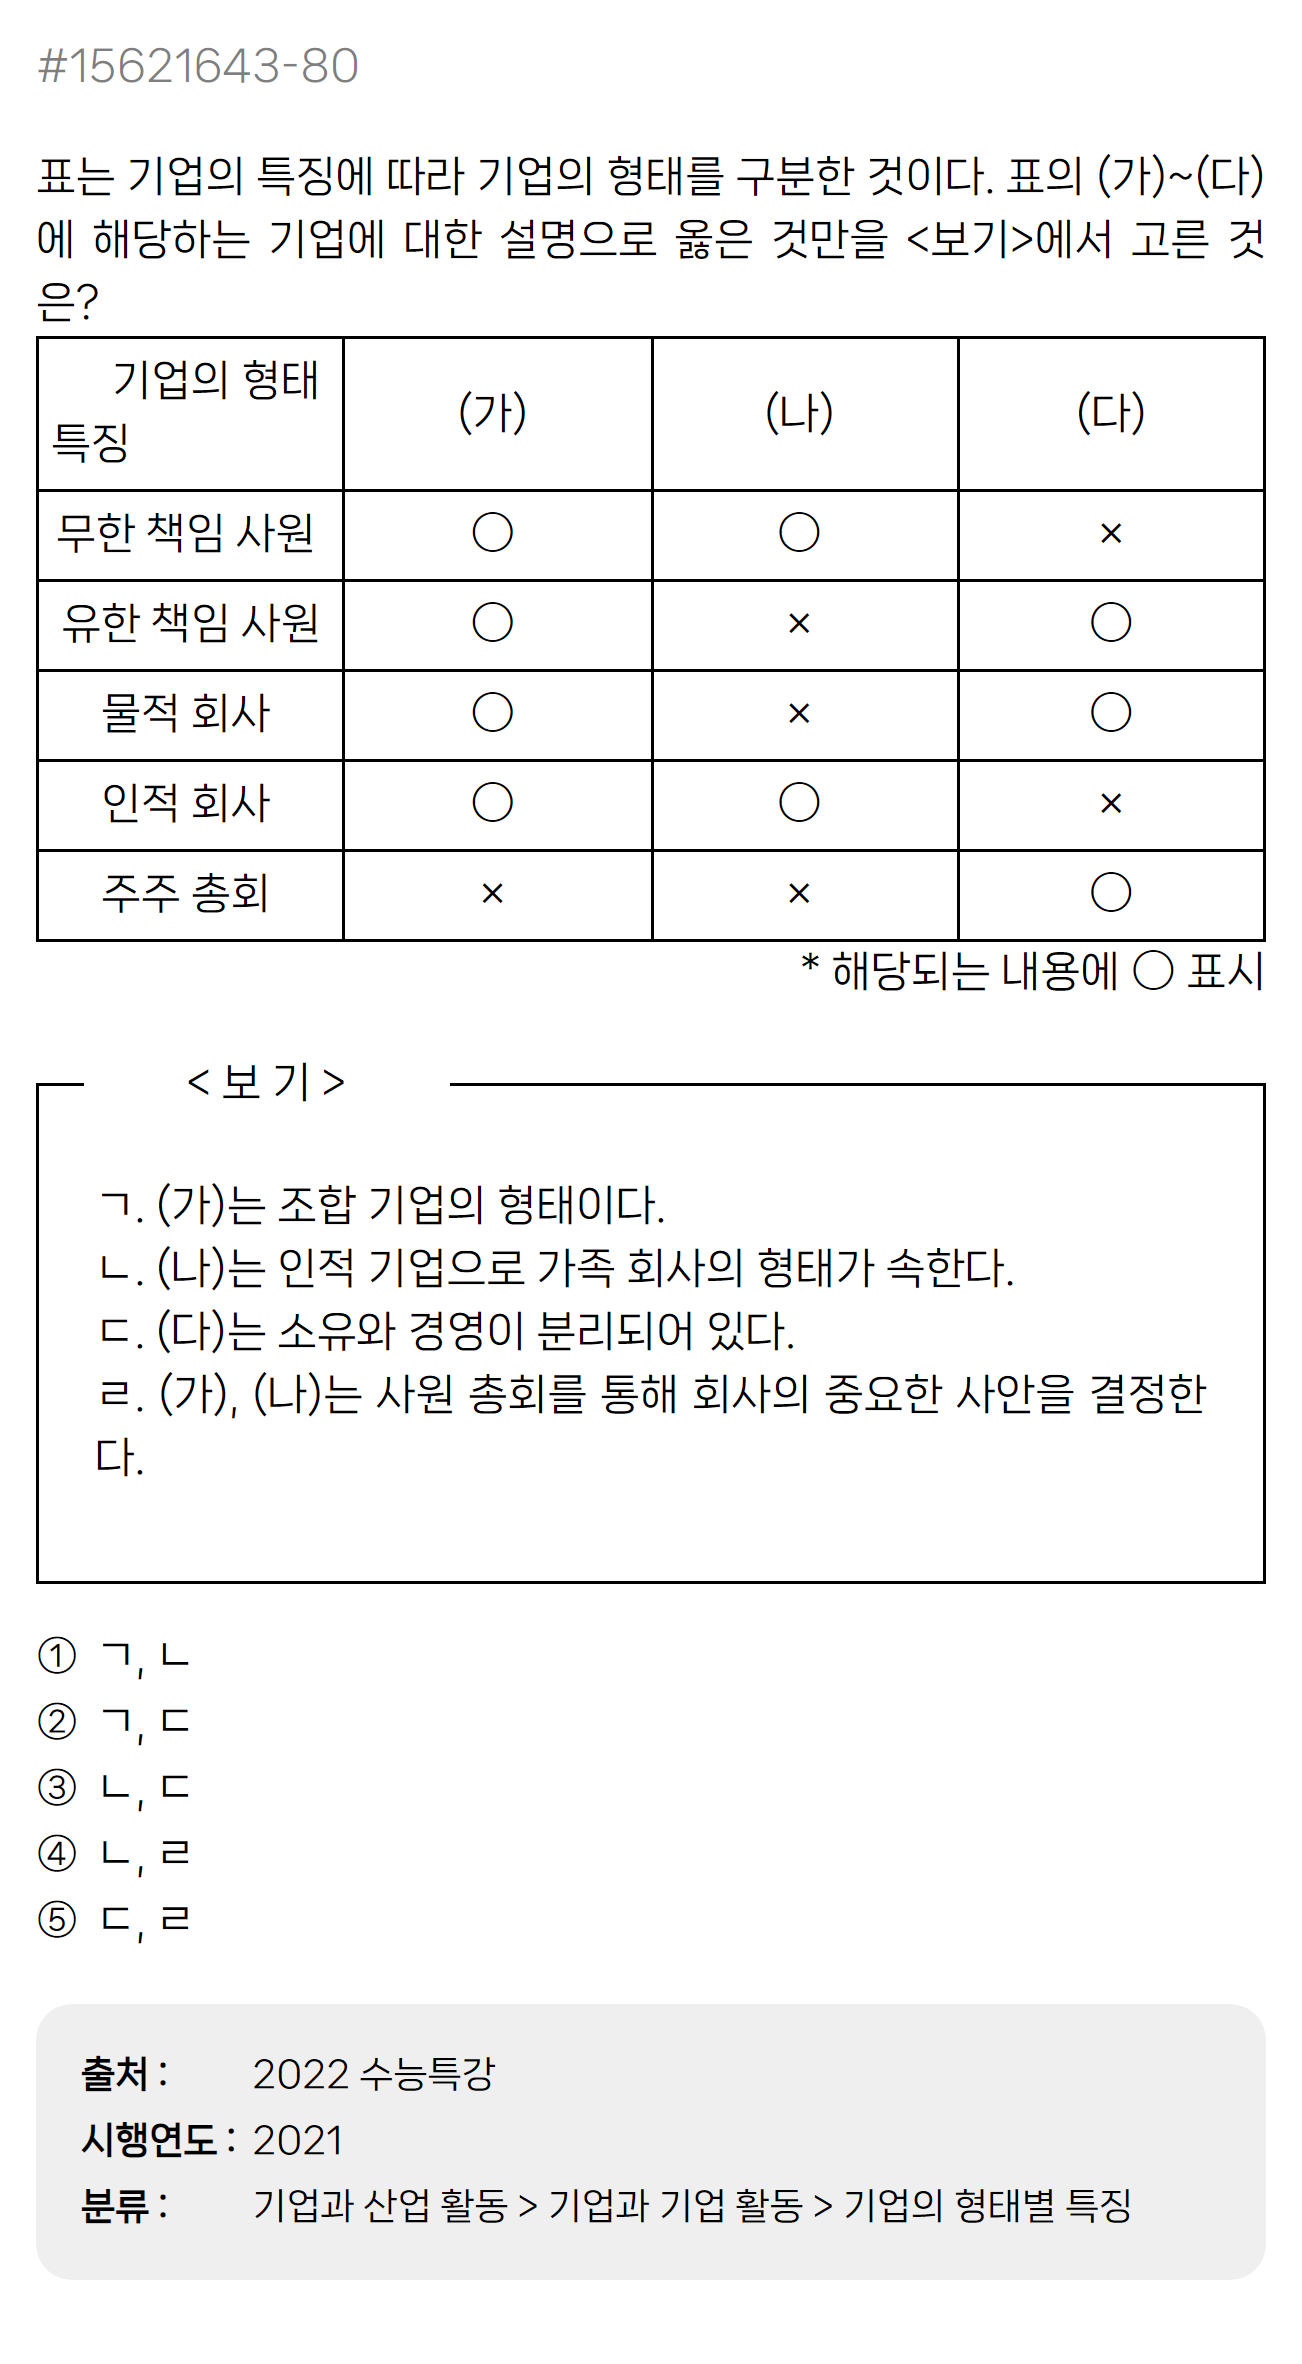 #15621643-80
표는 기업의 특징에 따라 기업의 형태를 구분한 것이다. 표의 (가)~(다)
에 해당하는 기업에 대한 설명으로 옳은 것만을 <보기>에서 고른 것
은?
기업의 형태 (가) (나) (다)
특징
무한 책임 사원 ○ ○ ×
유한 책임 사원 ○ × ○
물적 회사 ○ × ○
인적 회사 ○ ○ ×
주주 총회 × × ○
* 해당되는 내용에 ○ 표시
< 보 기 >
ㄱ. (가)는 조합 기업의 형태이다.
ㄴ. (나)는 인적 기업으로 가족 회사의 형태가 속한다.
ㄷ. (다)는 소유와 경영이 분리되어 있다.
ㄹ. (가), (나)는 사원 총회를 통해 회사의 중요한 사안을 결정한
다.
① ㄱ, ㄴ
② ㄱ, ㄷ
③ ㄴ, ㄷ
④ ㄴ, ㄹ
⑤ ㄷ, ㄹ
출처 : 2022 수능특강
시행연도 : 2021
분류 : 기업과 산업 활동 > 기업과 기업 활동 > 기업의 형태별 특징